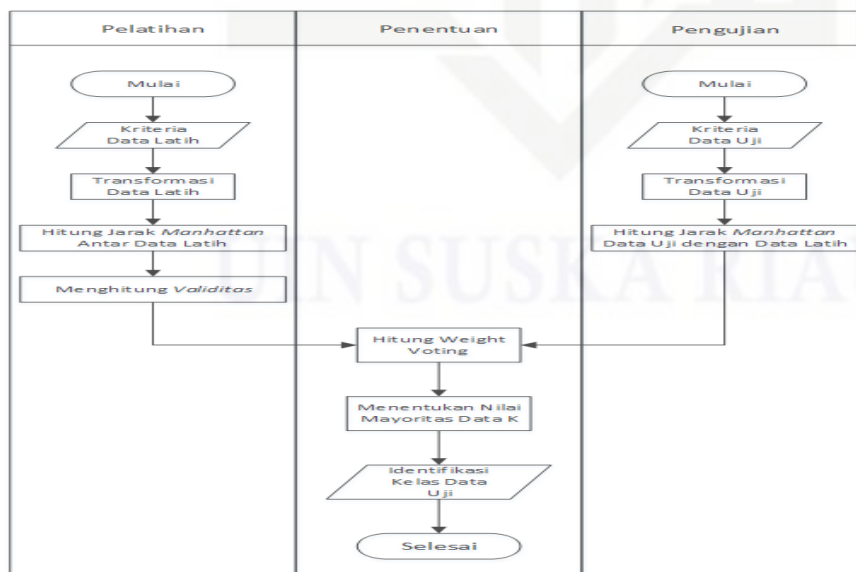 Pelatihan
Penentuan
Pengujian
Mulai
Kriteria
Data Latih
Transformasi
Data Latih
Hitung Jarak Manhattan
Antar Data Latih
Menghitung Validitas
Hitung Weight
Voting
Menentukan Nilai
Mayoritas Data K
Identifikasi
Kelas Data
Uji
Selesai
Mulai
Kriteria
Data Uji
Transformasi
Data Uji
Hitung Jarak Manhattan
Data Uji dengan Data Latih
UIN SUSKA RIAU